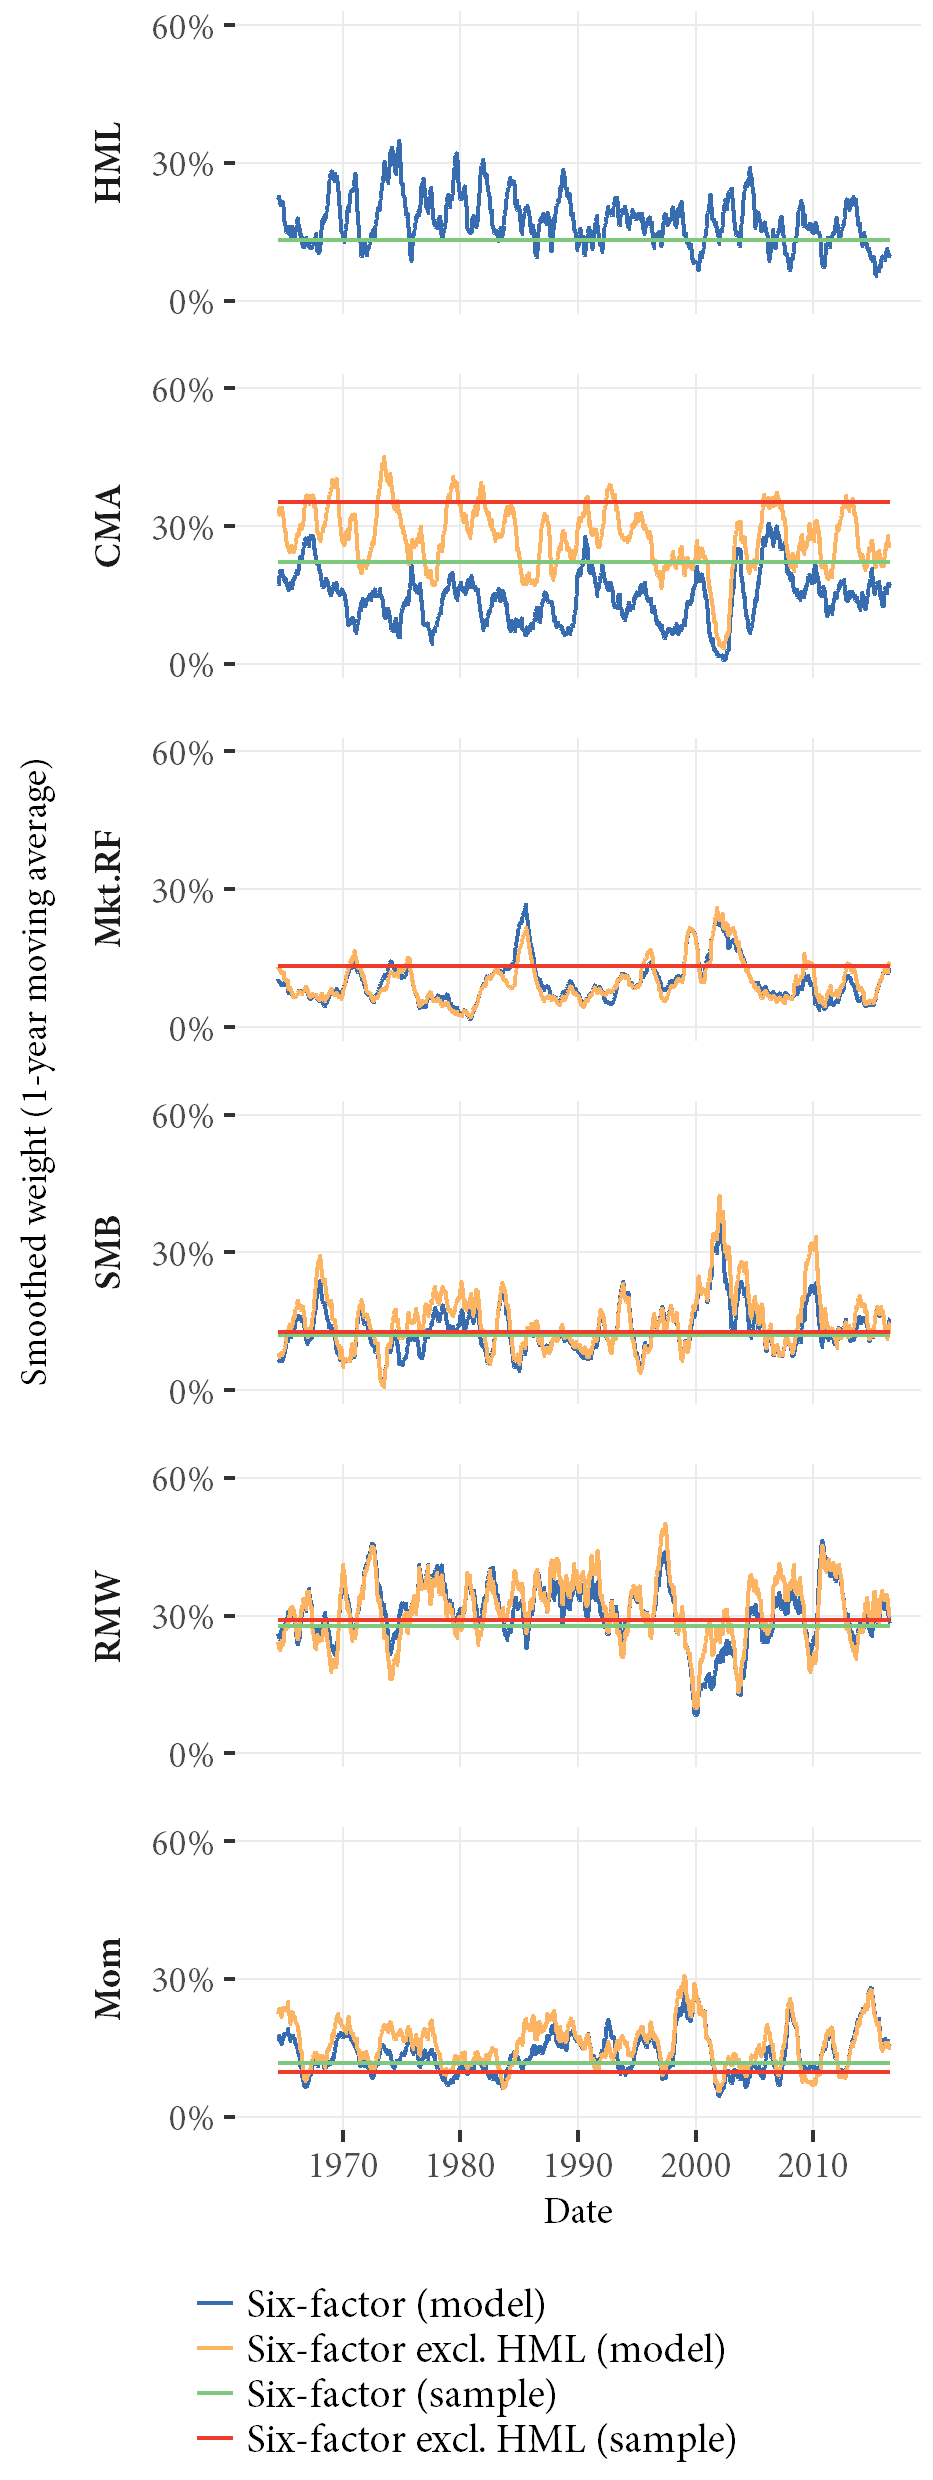 Smoothed weight (1-year moving average)
HML
60%
30%
0%
CMA
60%
30%
0%
Mkt.RF
60%
30%
0%
SMB
60%
30%
0%
RMW
60%
30%
0%
Mom
60%
30%
0%
1970 1980 1990 2000 2010
Date
Six-factor (model)
Six-factor excl. HML (model)
Six-factor (sample)
Six-factor excl. HML (sample)